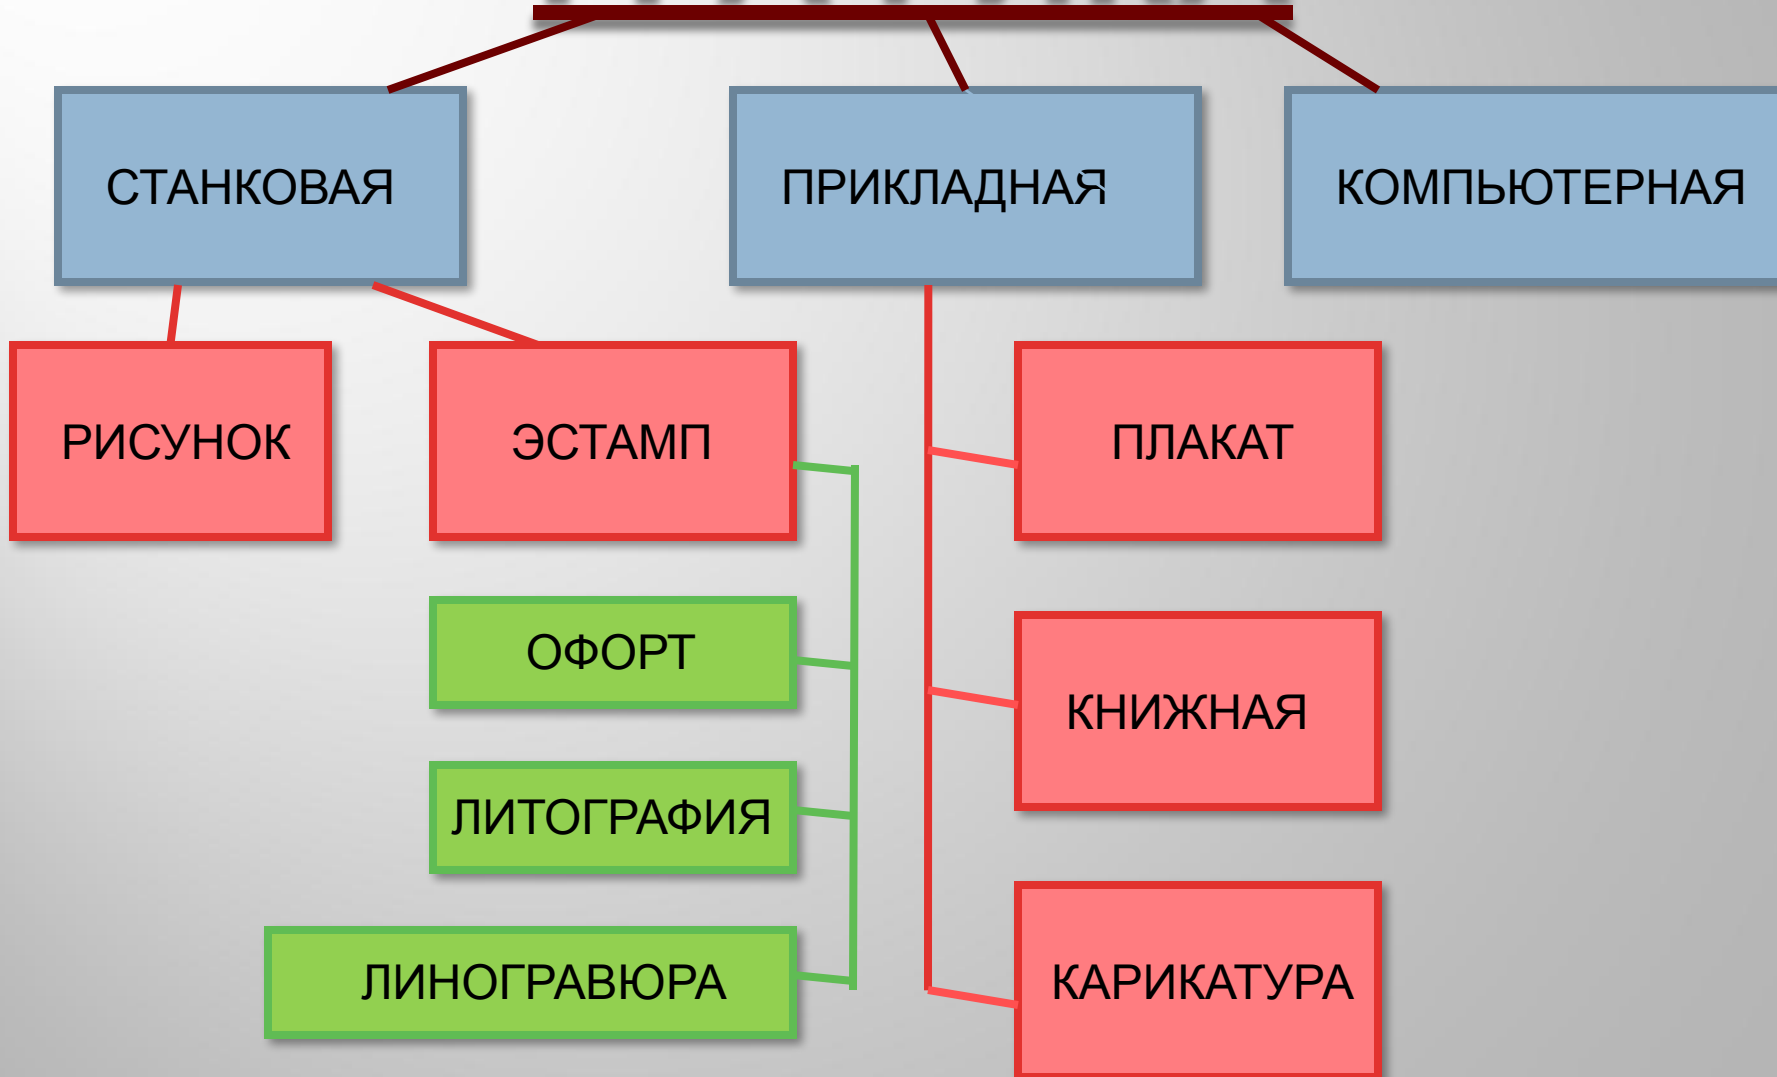 СТАНКОВАЯ
ПРИКЛАДНАЯ
КОМПЬЮТЕРНАЯ
РИСУНОК
ЭСТАМП
ПЛАКАТ
ОФОРТ
КНИЖНАЯ
ЛИТОГРАФИЯ
ЛИНОГРАВЮРА
КАРИКАТУРА